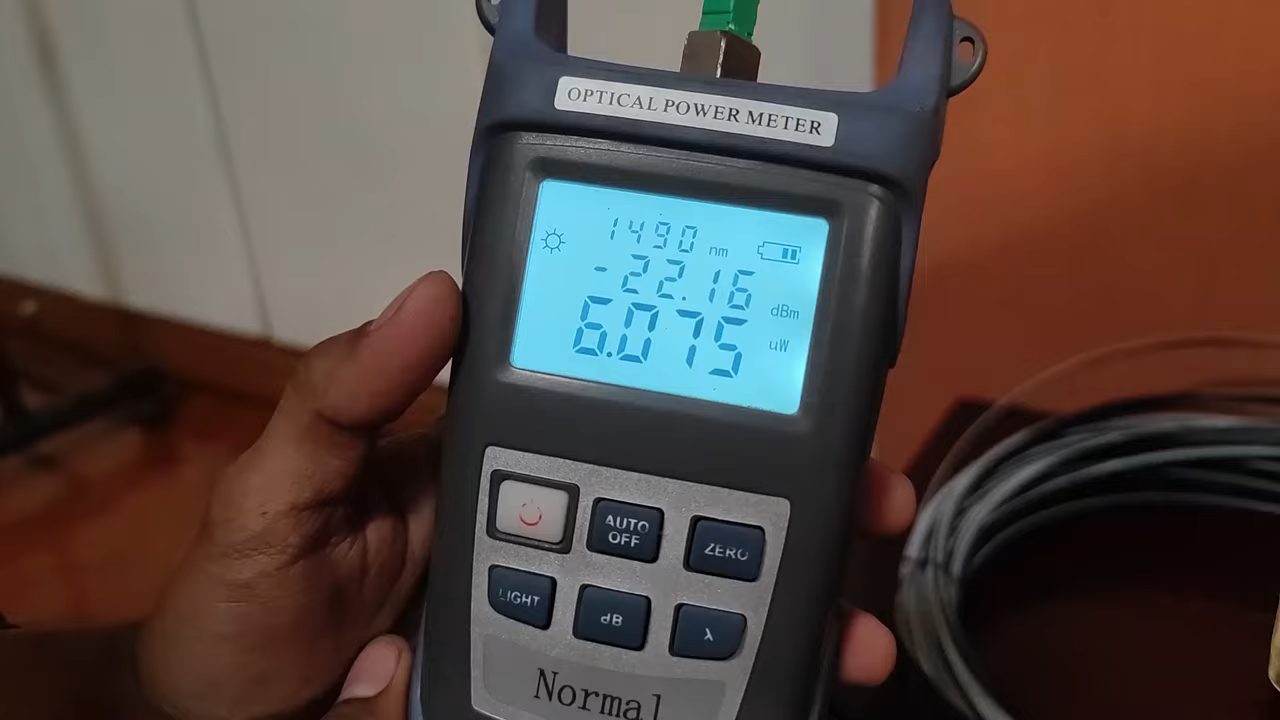 OPTICAL POWER METER
1490 nm
-22.16 dBm
6.075 uW
AUTO OFF
ZERO
LIGHT
dB
λ
Normal